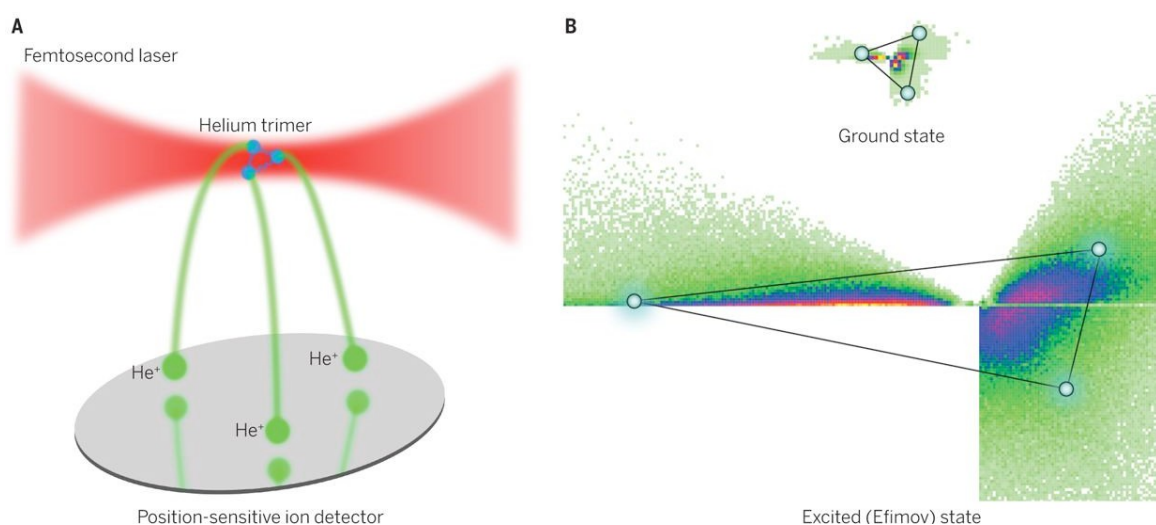 A
Femtosecond laser
Helium trimer
He⁺
He⁺
He⁺
Position-sensitive ion detector
B
Ground state
Excited (Efimov) state